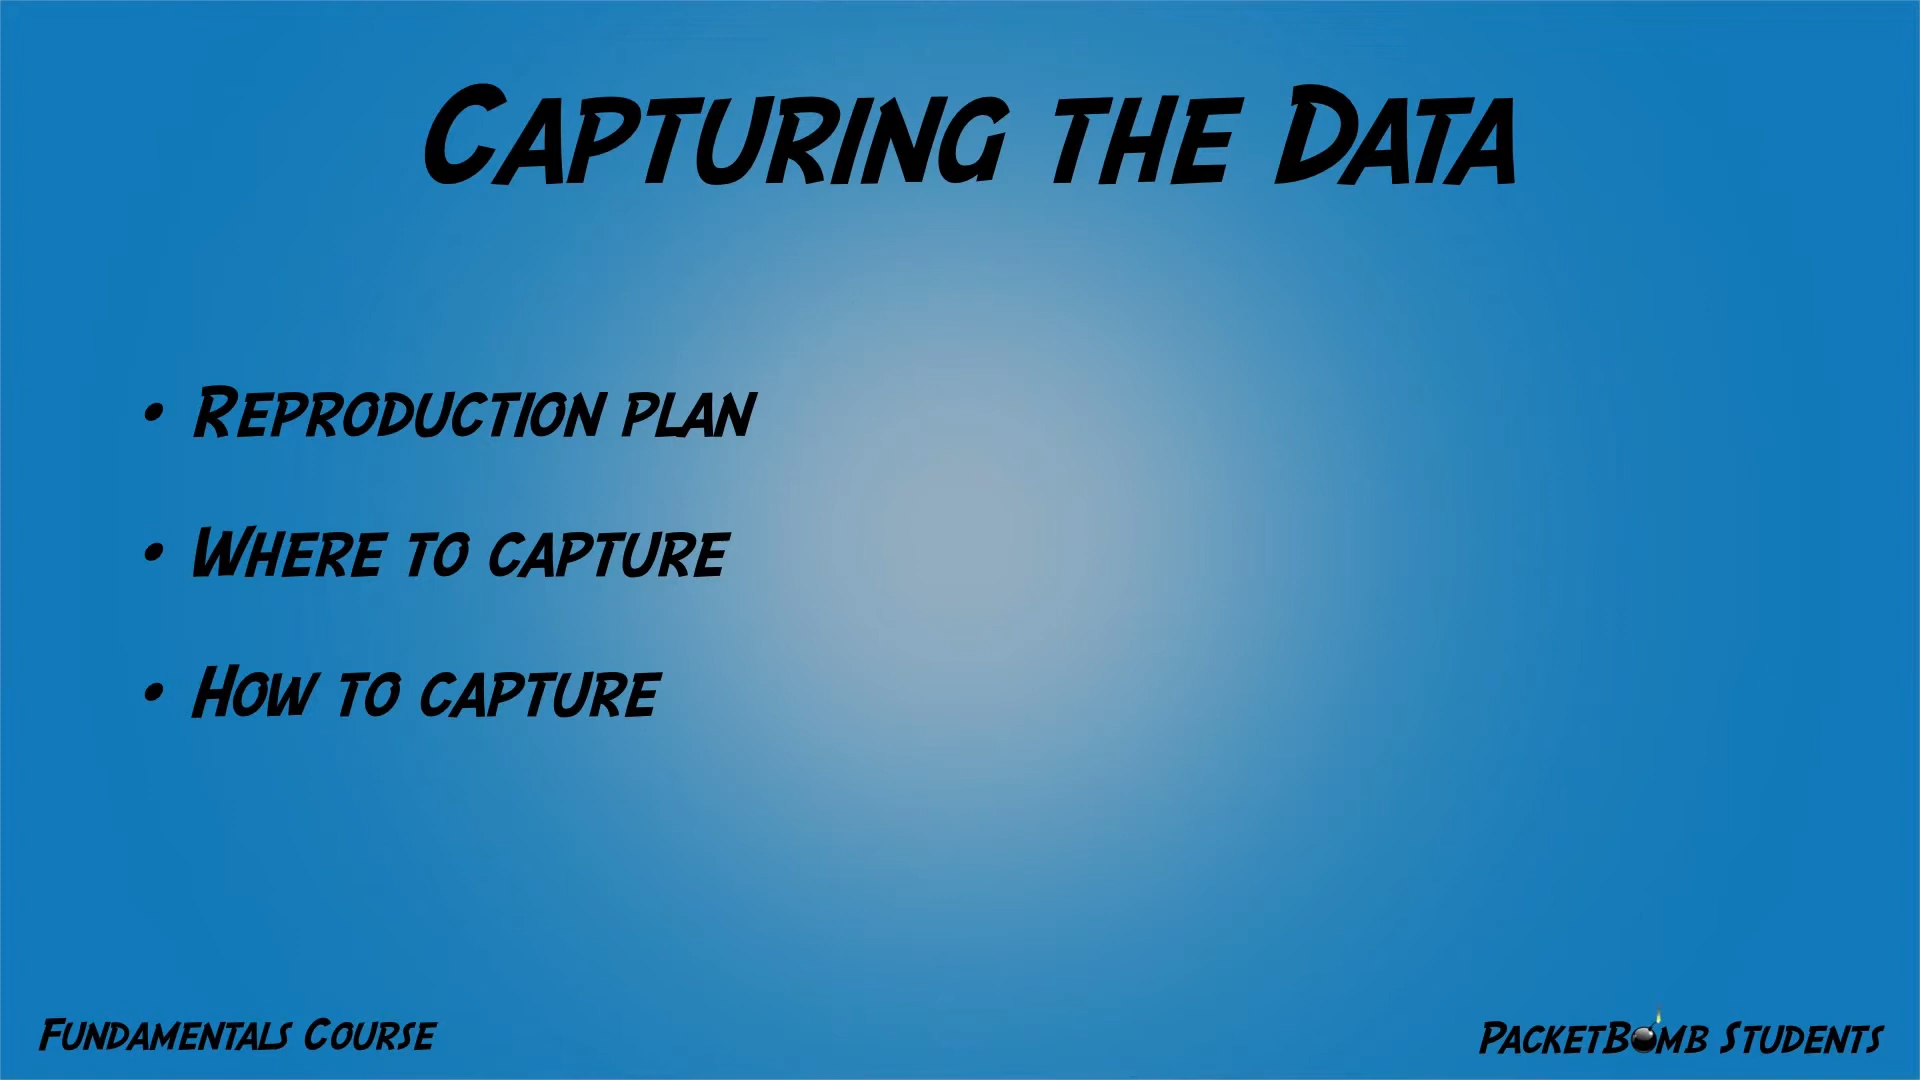 Capturing the Data
• Reproduction plan
• Where to capture
• How to capture
Fundamentals Course
PacketBomb Students